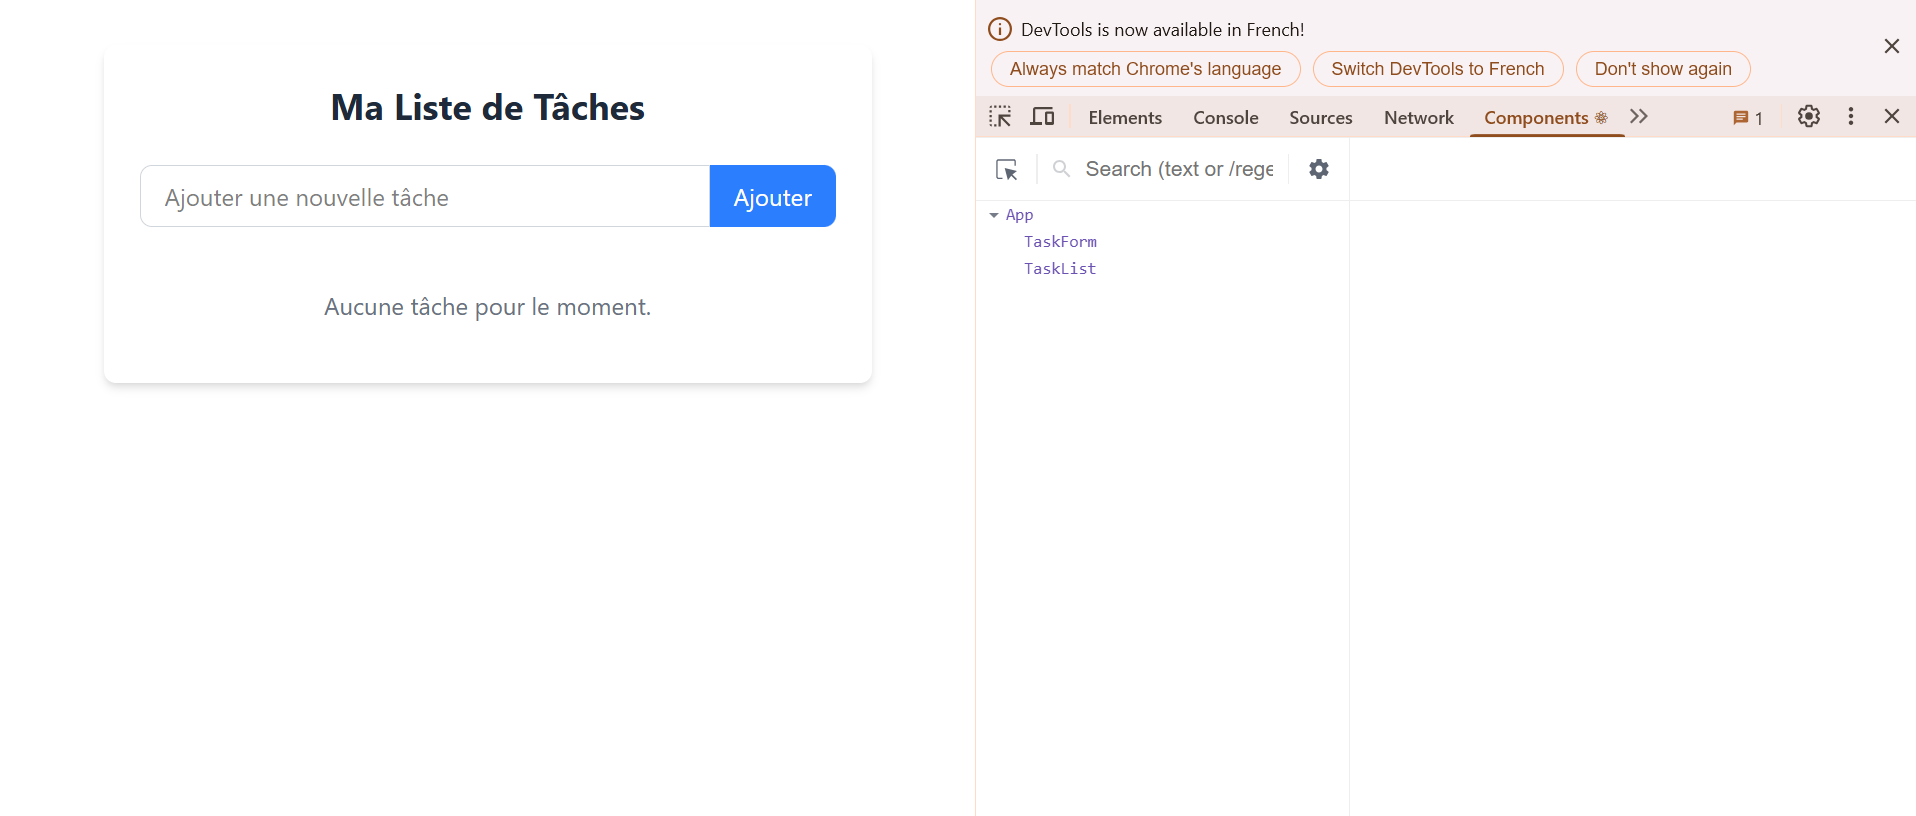 Ma Liste de Tâches
Ajouter une nouvelle tâche
Ajouter
Aucune tâche pour le moment.
DevTools is now available in French!
Always match Chrome's language
Switch DevTools to French
Don't show again
Elements
Console
Sources
Network
Components
1
Search (text or /rege
App
TaskForm
TaskList